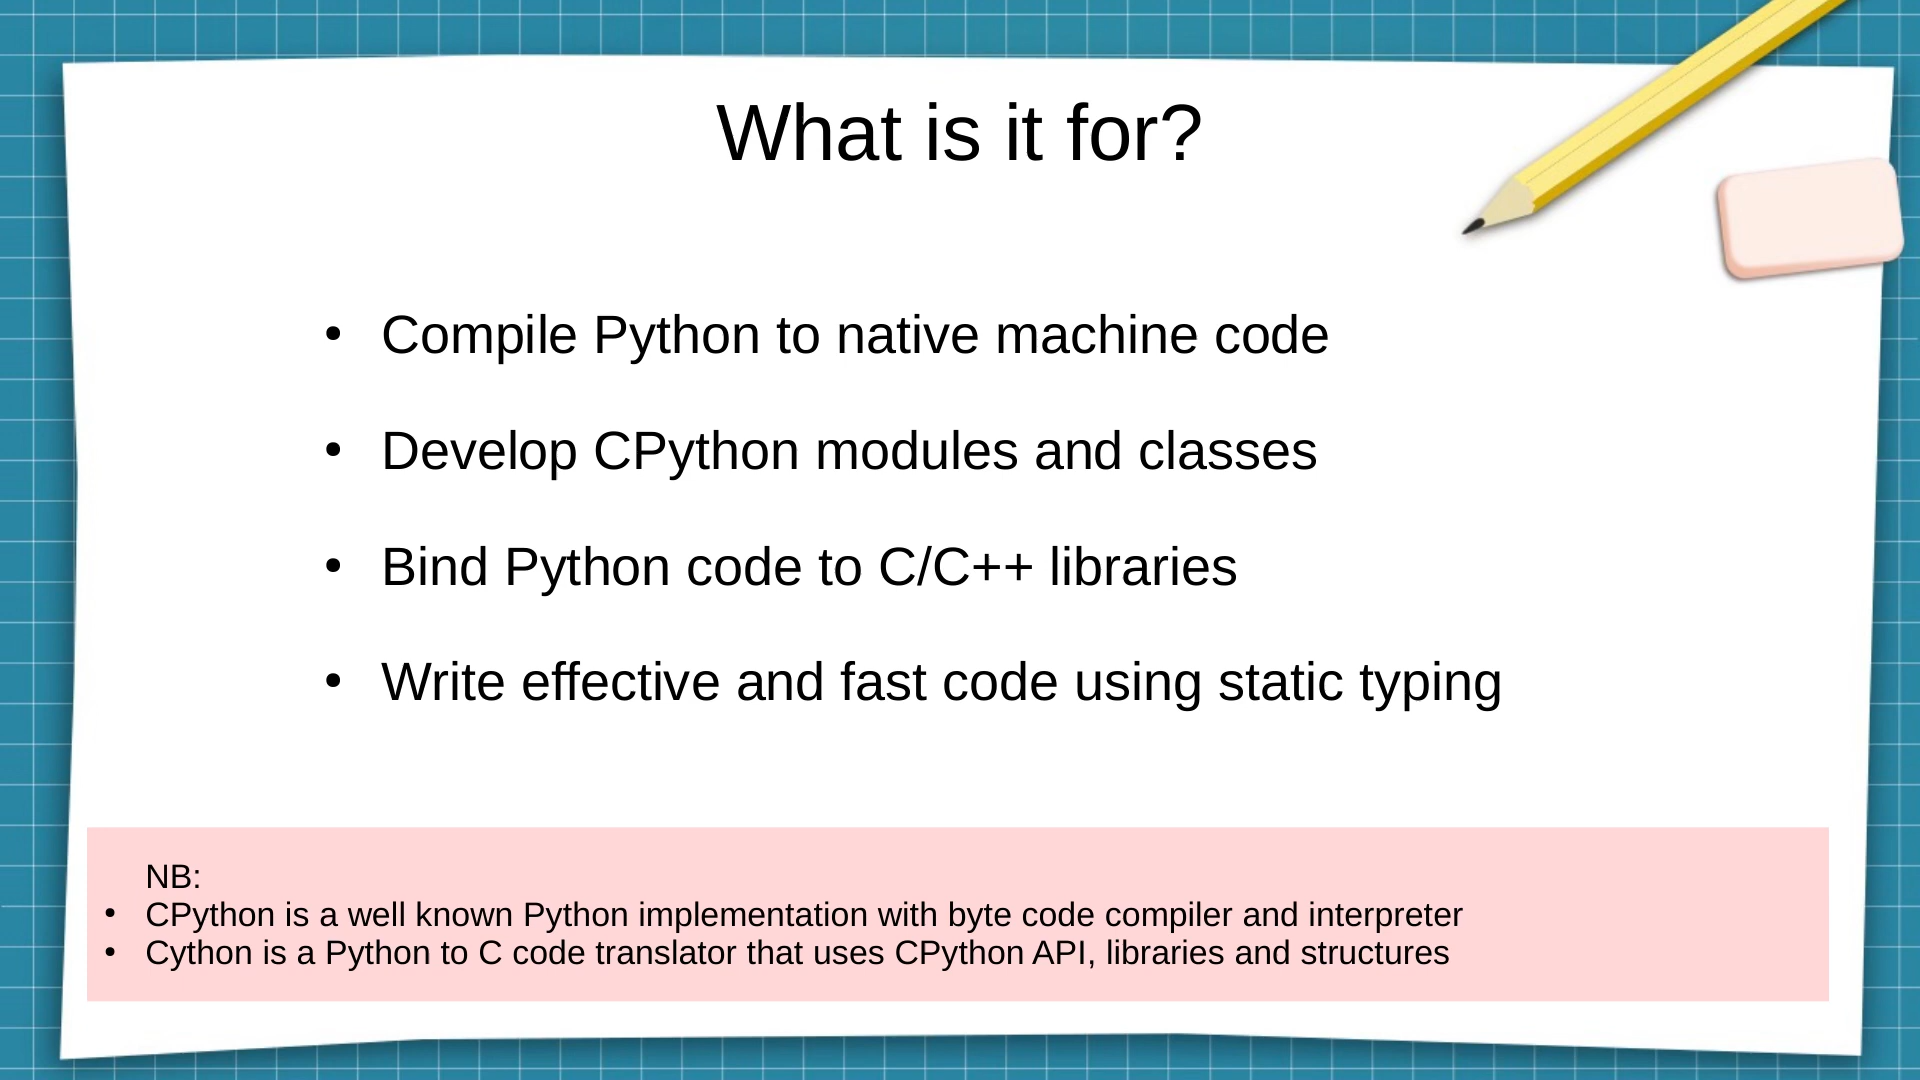 What is it for?
• Compile Python to native machine code
• Develop CPython modules and classes
• Bind Python code to C/C++ libraries
• Write effective and fast code using static typing
NB:
• CPython is a well known Python implementation with byte code compiler and interpreter
• Cython is a Python to C code translator that uses CPython API, libraries and structures